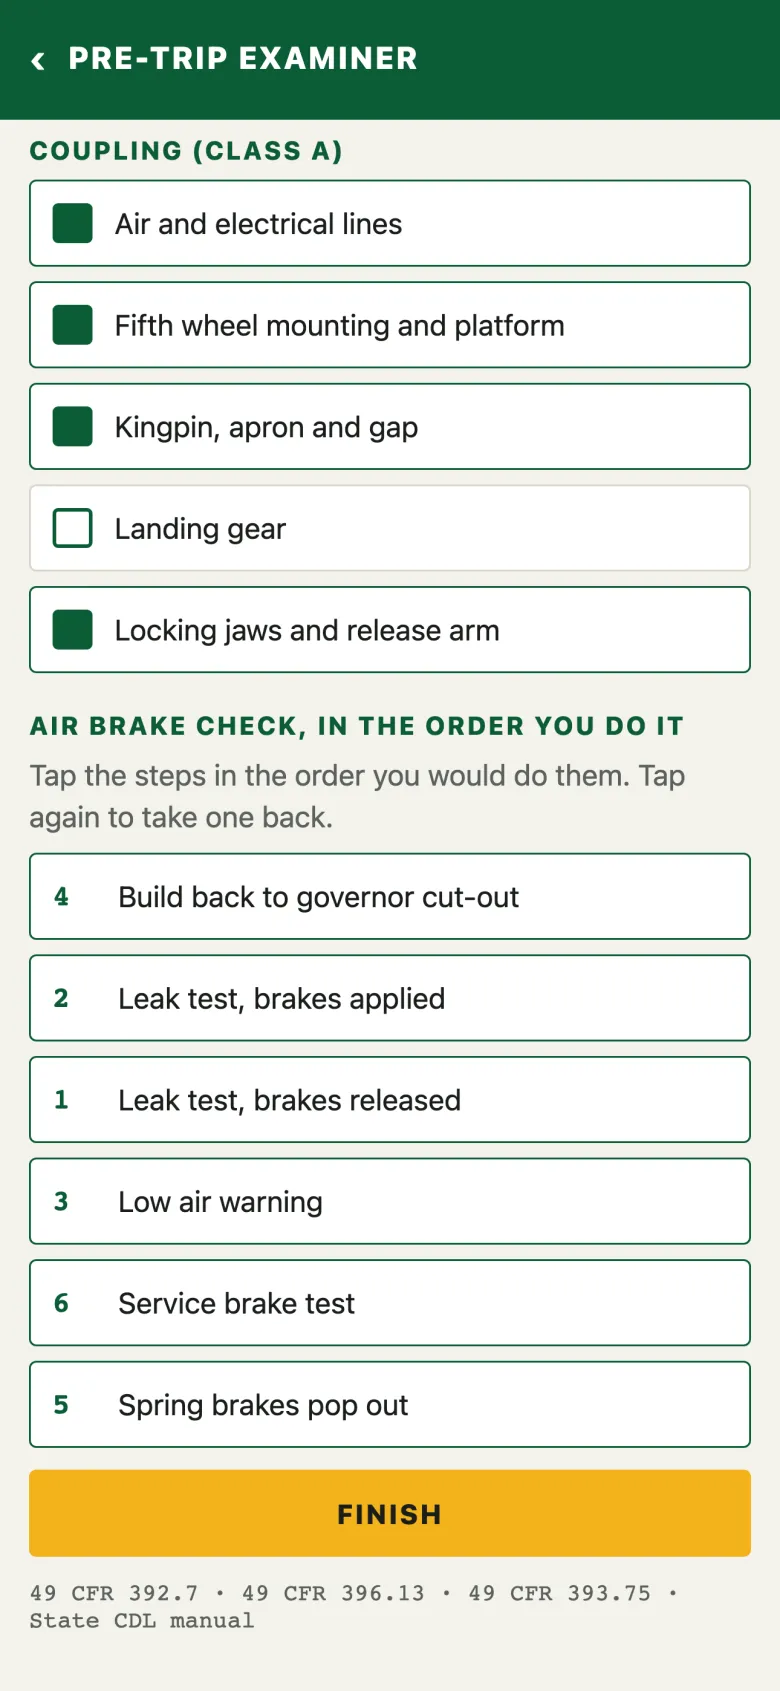 ‹ PRE-TRIP EXAMINER
COUPLING (CLASS A)
Air and electrical lines
Fifth wheel mounting and platform
Kingpin, apron and gap
Landing gear
Locking jaws and release arm
AIR BRAKE CHECK, IN THE ORDER YOU DO IT
Tap the steps in the order you would do them. Tap
again to take one back.
4 Build back to governor cut-out
2 Leak test, brakes applied
1 Leak test, brakes released
3 Low air warning
6 Service brake test
5 Spring brakes pop out
FINISH
49 CFR 392.7 · 49 CFR 396.13 · 49 CFR 393.75 ·
State CDL manual